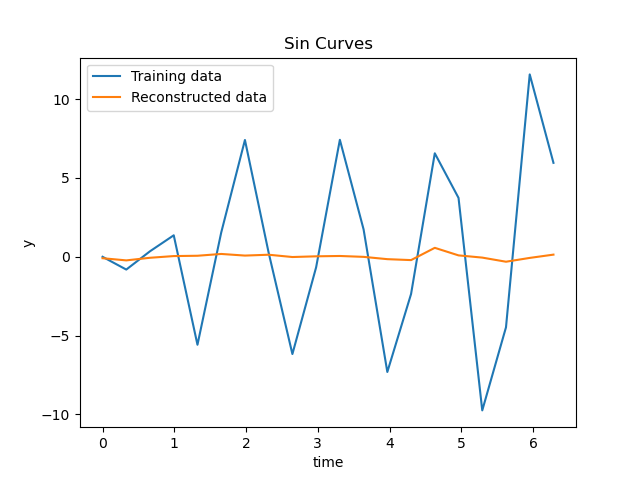 Sin Curves
Training data
Reconstructed data
10
5
0
−5
−10
y
0 1 2 3 4 5 6
time